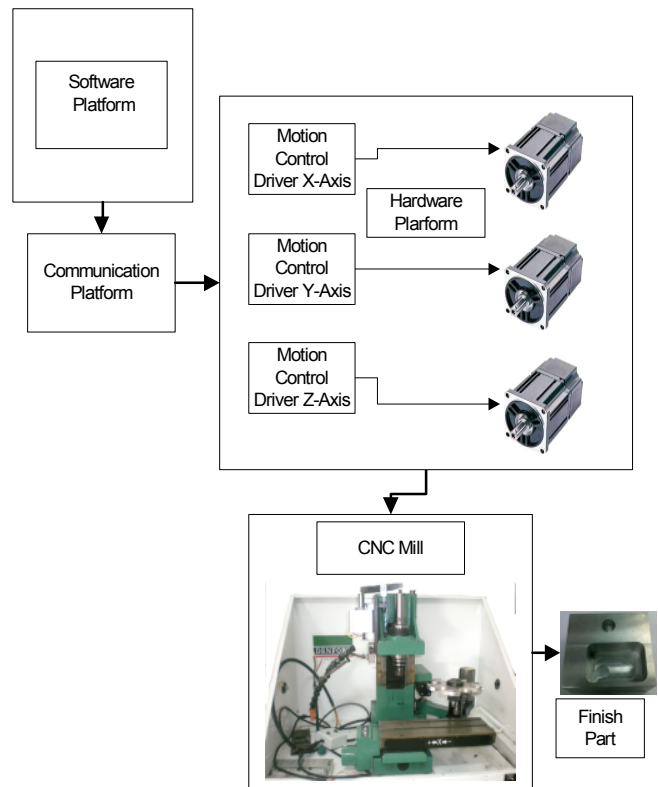 Software
Platform
Communication
Platform
Motion
Control
Driver X-Axis
Hardware
Plarform
Motion
Control
Driver Y-Axis
Motion
Control
Driver Z-Axis
CNC Mill
X
Finish
Part